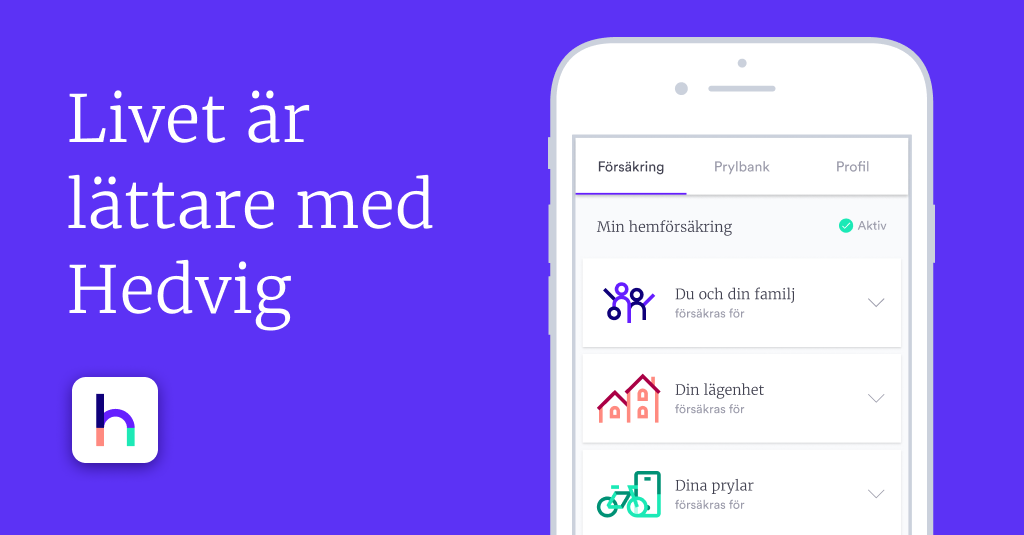 Livet är
lättare med
Hedvig
h
Försäkring Prylbank Profil
Min hemförsäkring Aktiv
Du och din familj
försäkras för
Din lägenhet
försäkras för
Dina prylar
försäkras för